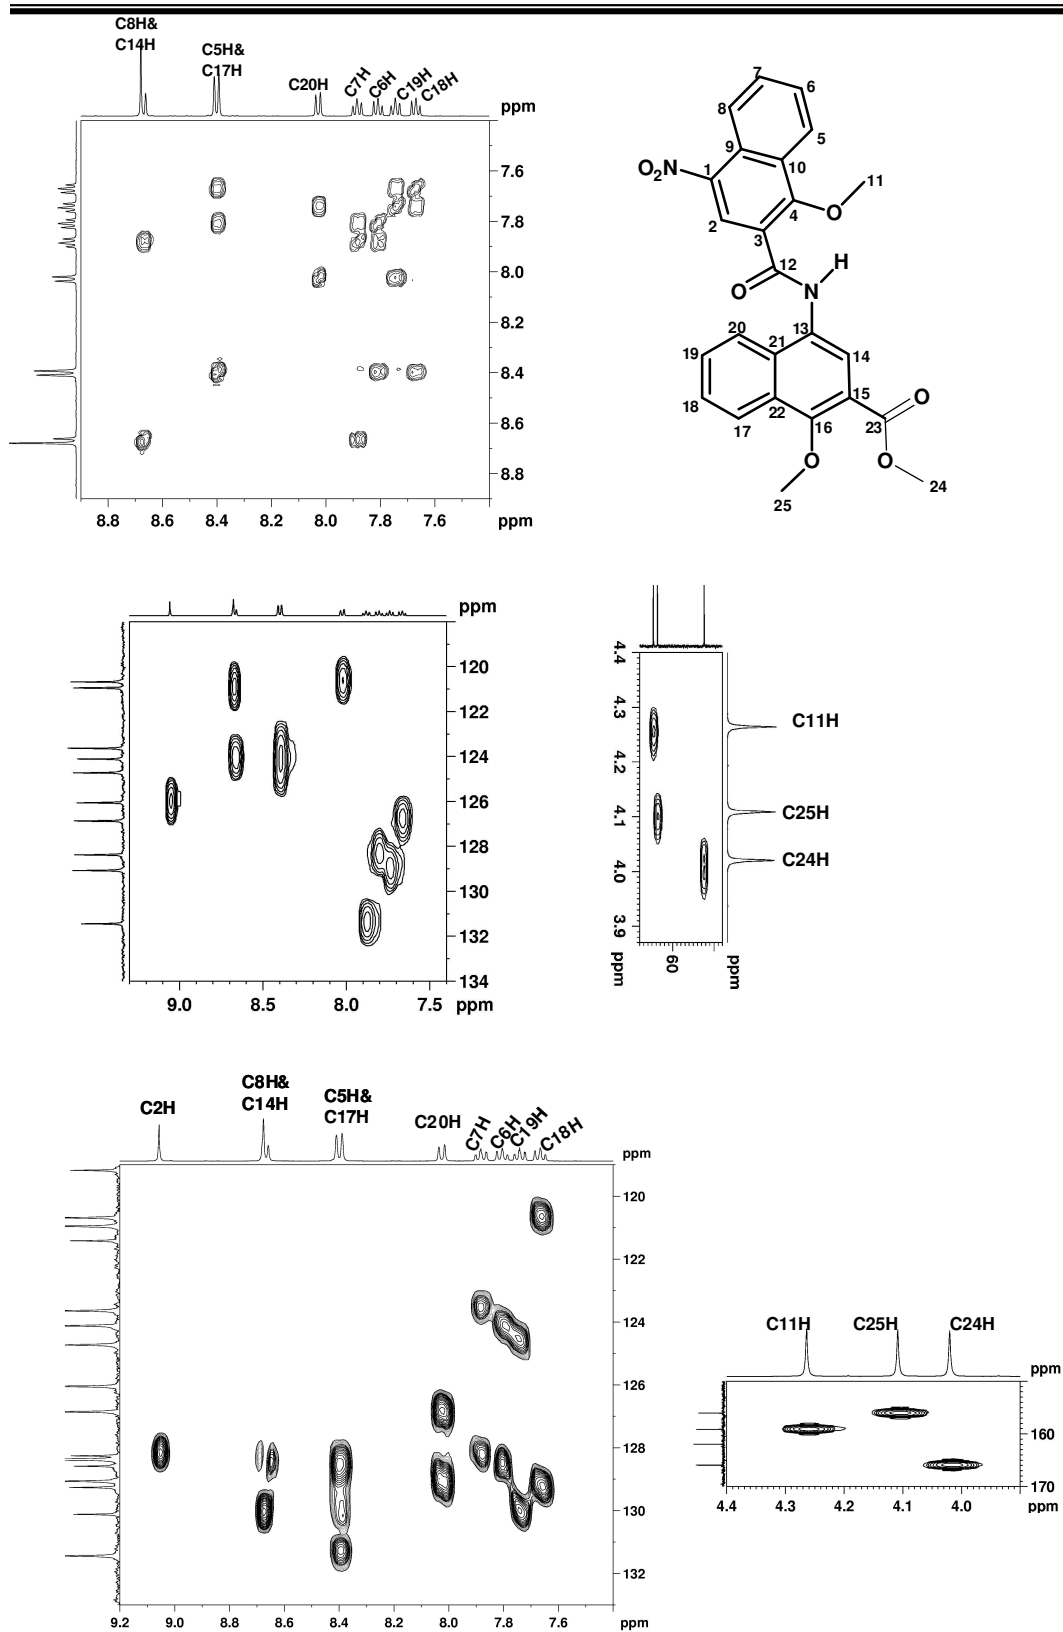 C8H&
C14H
C5H&
C17H
C20H
C7H
C6H
C19H
C18H
ppm
7.6
7.8
8.0
8.2
8.4
8.6
8.8
8.8 8.6 8.4 8.2 8.0 7.8 7.6 ppm
7
6
8
5
9
10
O2N
1
11
4
O
2
3
12
H
O
N
20
13
21
19
14
18
15
O
22
23
17
16
O
O
24
25
ppm
120
122
124
126
128
130
132
134
9.0 8.5 8.0 7.5 ppm
4.4
4.3
4.2
4.1
4.0
3.9
ppm
60
ppm
C11H
C25H
C24H
C2H
C8H&
C14H
C5H&
C17H
C20H
C7H
C6H
C19H
C18H
ppm
120
122
124
126
128
130
132
9.2 9.0 8.8 8.6 8.4 8.2 8.0 7.8 7.6 ppm
C11H C25H C24H
ppm
160
170
4.4 4.3 4.2 4.1 4.0 ppm